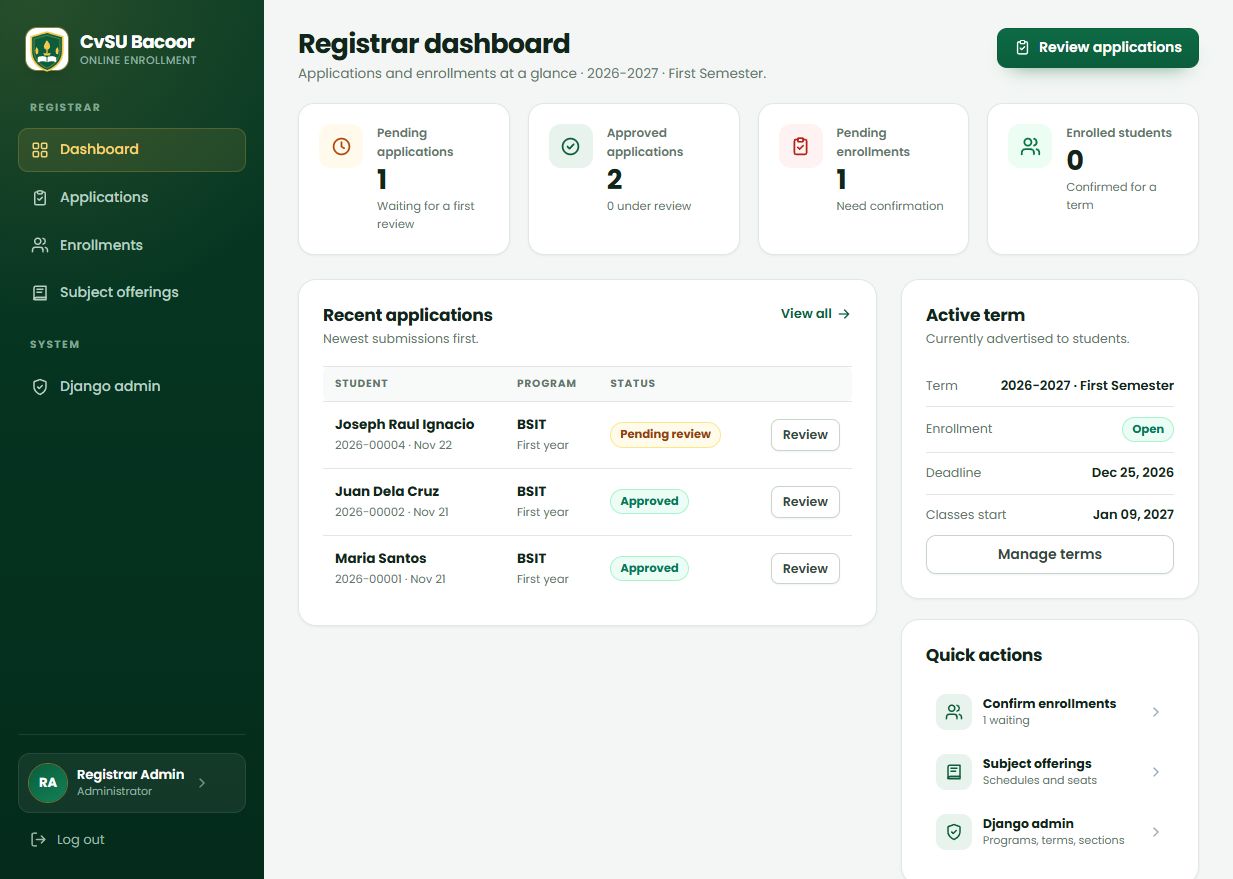 CvSU Bacoor
ONLINE ENROLLMENT
REGISTRAR
Dashboard
Applications
Enrollments
Subject offerings
SYSTEM
Django admin
RA
Registrar Admin
Administrator
Log out
Registrar dashboard
Applications and enrollments at a glance · 2026-2027 · First Semester.
Review applications
Pending
applications
1
Waiting for a first
review
Approved
applications
2
0 under review
Pending
enrollments
1
Need confirmation
Enrolled students
0
Confirmed for a
term
Recent applications
View all →
Newest submissions first.
STUDENT PROGRAM STATUS
Joseph Raul Ignacio BSIT Pending review Review
2026-00004 · Nov 22 First year
Juan Dela Cruz BSIT Approved Review
2026-00002 · Nov 21 First year
Maria Santos BSIT Approved Review
2026-00001 · Nov 21 First year
Active term
Currently advertised to students.
Term 2026-2027 · First Semester
Enrollment Open
Deadline Dec 25, 2026
Classes start Jan 09, 2027
Manage terms
Quick actions
Confirm enrollments
1 waiting
Subject offerings
Schedules and seats
Django admin
Programs, terms, sections